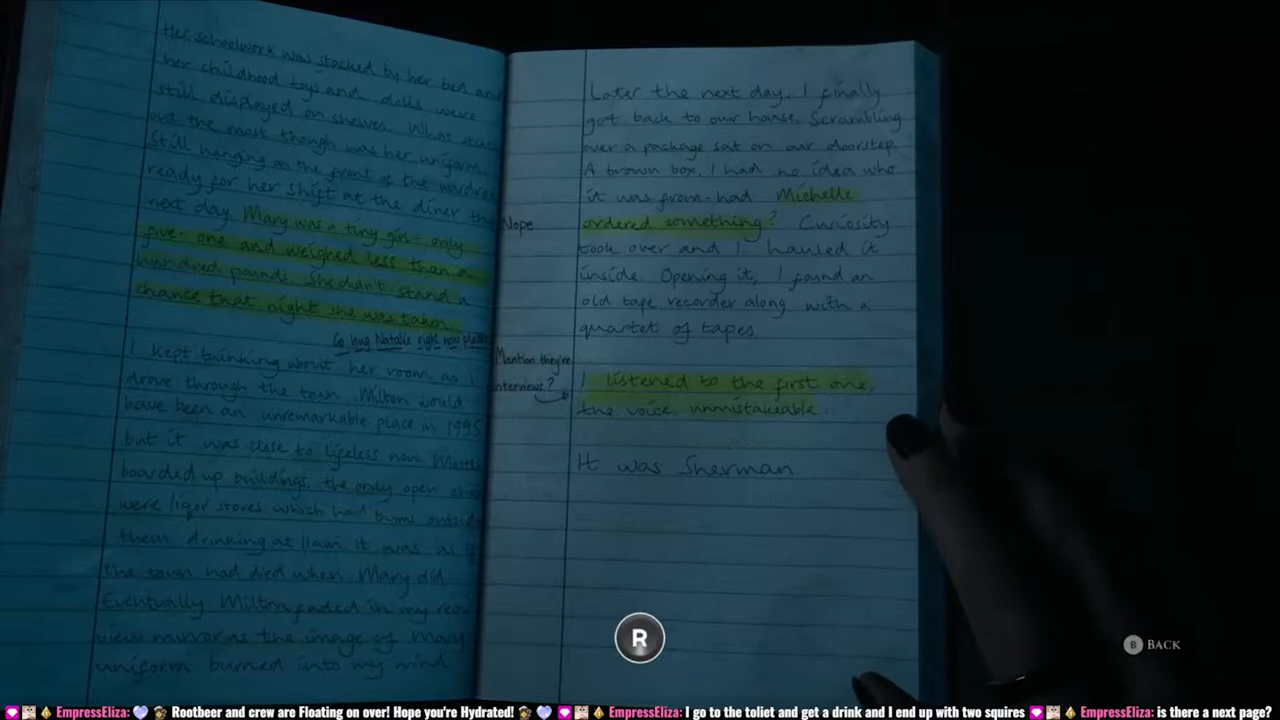 Her schoolwork was stacked by her bed and
her childhood toys and dolls were
still displayed on shelves. What stuck
out the most though was her uniform
Still hanging on the front of the wardrobe
ready for her shift at the diner the
next day Mary was a tiny girl - only
five-one and weighed less than a
hundred pounds. She didn't stand a
chance that night she was taken.
Go hug Natalie right now please
I kept thinking about her room as I
drove through the town. Milton would
have been an unremarkable place in 1995
but it was close to lifeless now. Mostly
boarded up buildings, the only open
were liqor stores which had bums outside
them drinking at 11am. It was as if
the town had died when Mary did.
Eventually Milton faded in my rear
view mirror as the image of Mary
uniform burned into my mind
Later the next day, I finally
got back to our house. Scrambling
over a package sat on our doorstep.
A brown box, I had no idea who
it was from - had Michelle
Nope
ordered something? Curiosity
took over and I hauled it
inside. Opening it, I found an
old tape recorder along with a
quartet of tapes.
Mention they're
interviews?
I listened to the first one,
the voice unmistakable.
It was Sherman
R
B BACK
EmpressEliza: Rootbeer and crew are Floating on over! Hope you're Hydrated! EmpressEliza: I go to the toliet and get a drink and I end up with two squires EmpressEliza: is there a next page?